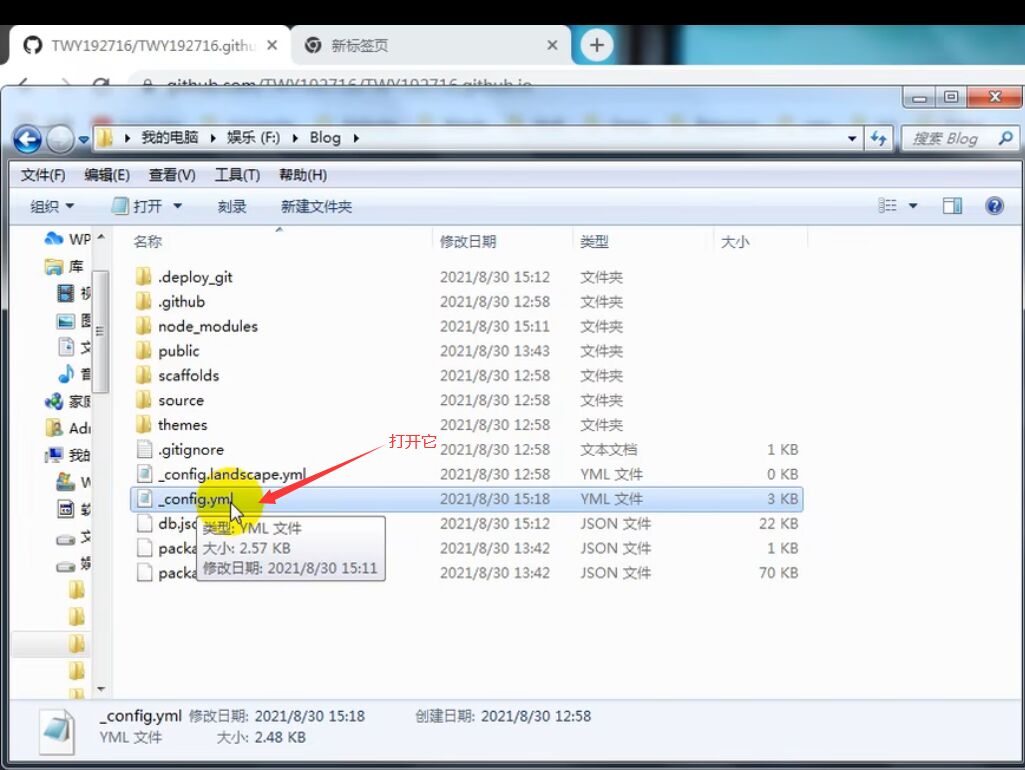 TWY192716/TWY192716.githu
新标签页
github.com/TWY192716/TWY192716.github.io
我的电脑 娱乐 (F:) Blog
搜索 Blog
文件(F) 编辑(E) 查看(V) 工具(T) 帮助(H)
组织 打开 刻录 新建文件夹
名称 修改日期 类型 大小
WP
库
家庭
Adı
我的
.deploy_git 2021/8/30 15:12 文件夹
.github 2021/8/30 12:58 文件夹
node_modules 2021/8/30 15:11 文件夹
public 2021/8/30 13:43 文件夹
scaffolds 2021/8/30 12:58 文件夹
source 2021/8/30 12:58 文件夹
themes 2021/8/30 12:58 文件夹
打开它
.gitignore 2021/8/30 12:58 文本文档 1 KB
_config.landscape.yml 2021/8/30 12:58 YML 文件 0 KB
_config.yml 2021/8/30 15:18 YML 文件 3 KB
db.jsc 2021/8/30 15:12 JSON 文件 22 KB
packa 2021/8/30 13:42 JSON 文件 1 KB
packa 2021/8/30 13:42 JSON 文件 70 KB
类型: YML 文件
大小: 2.57 KB
修改日期: 2021/8/30 15:11
_config.yml 修改日期: 2021/8/30 15:18 创建日期: 2021/8/30 12:58
YML 文件 大小: 2.48 KB